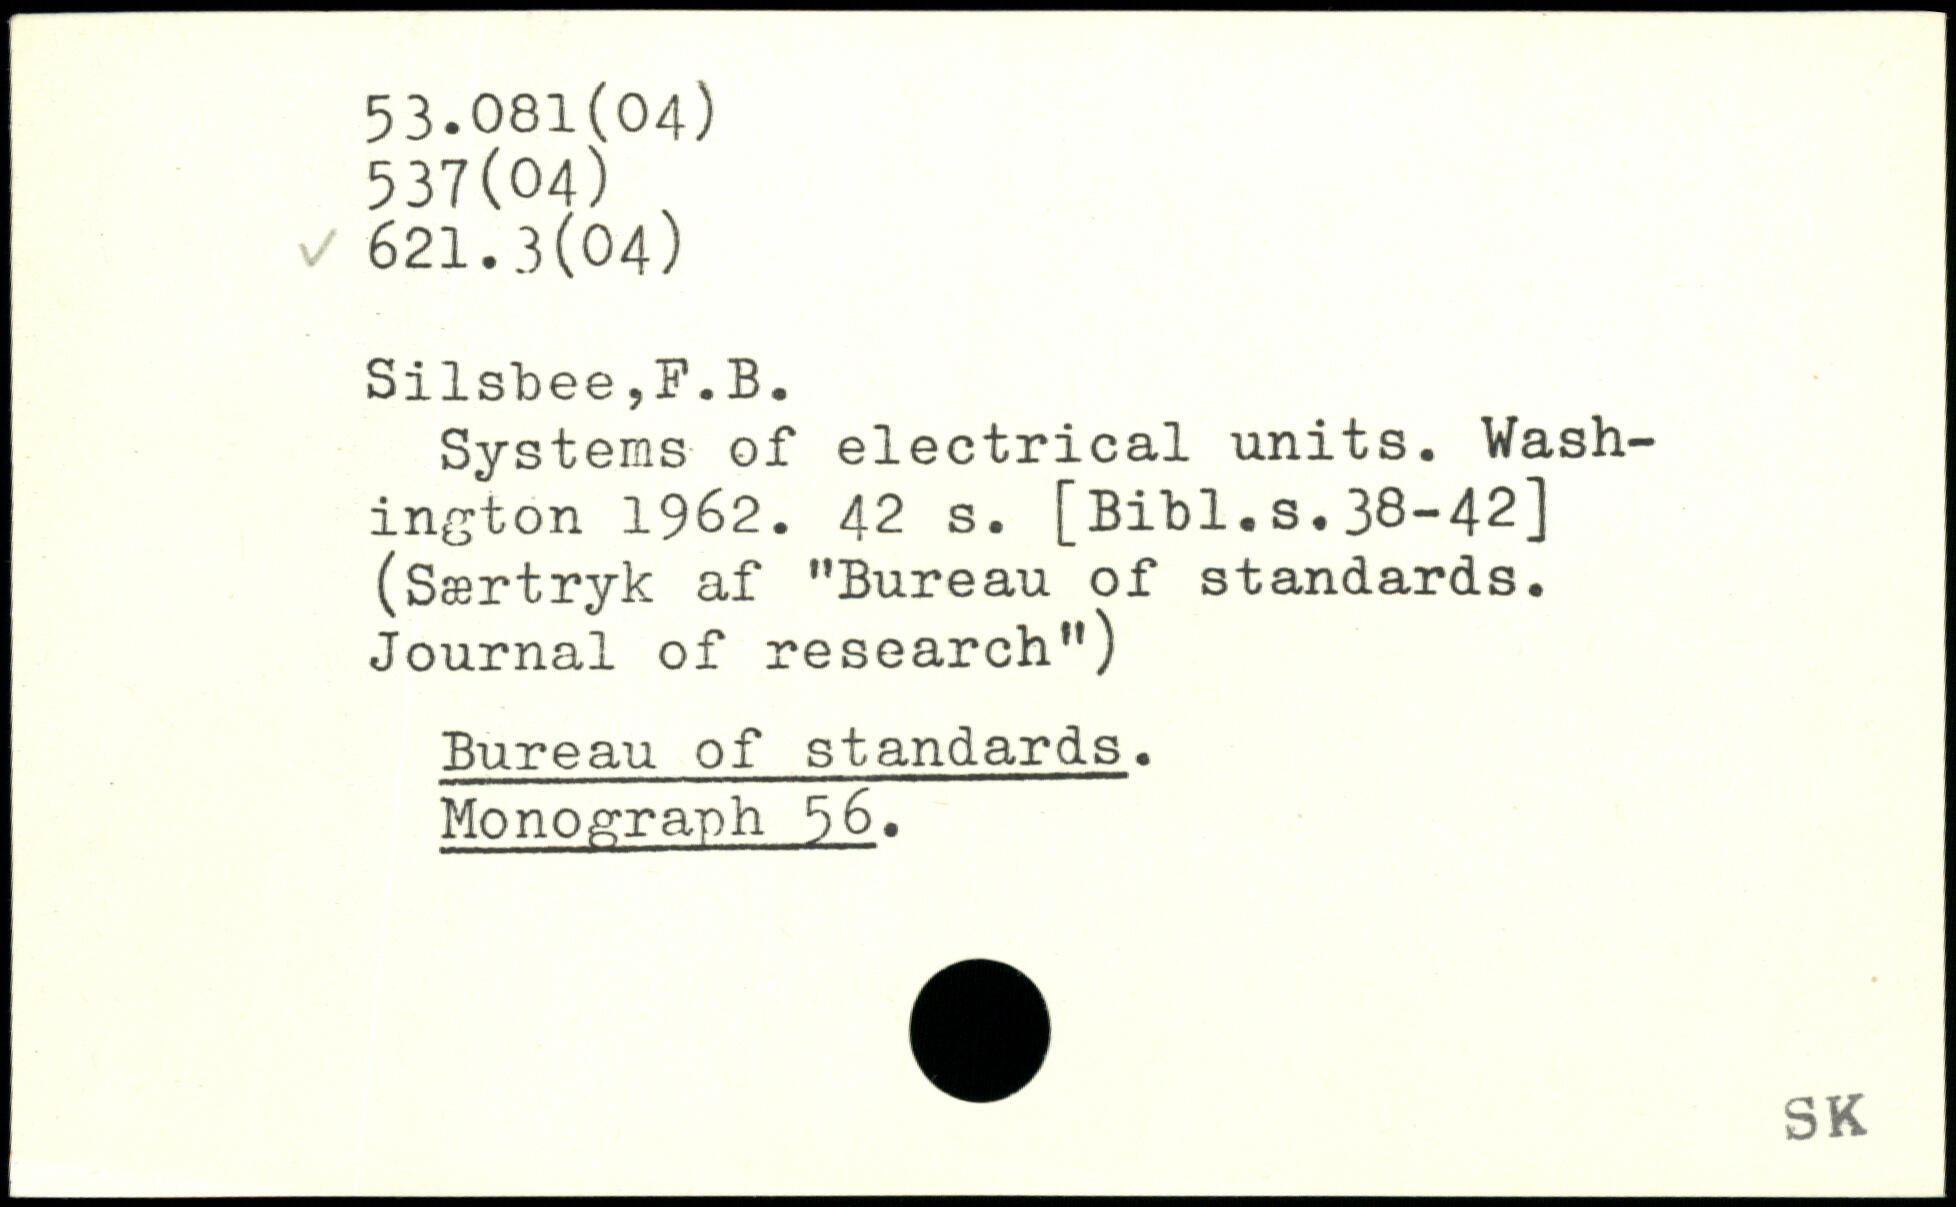 53.081(04)
537(04)
✓ 621.3(04)
Silsbee,F.B.
Systems of electrical units. Wash-
ington 1962. 42 s. [Bibl.s.38-42]
(Særtryk af "Bureau of standards.
Journal of research")
Bureau of standards.
Monograph 56.
SK